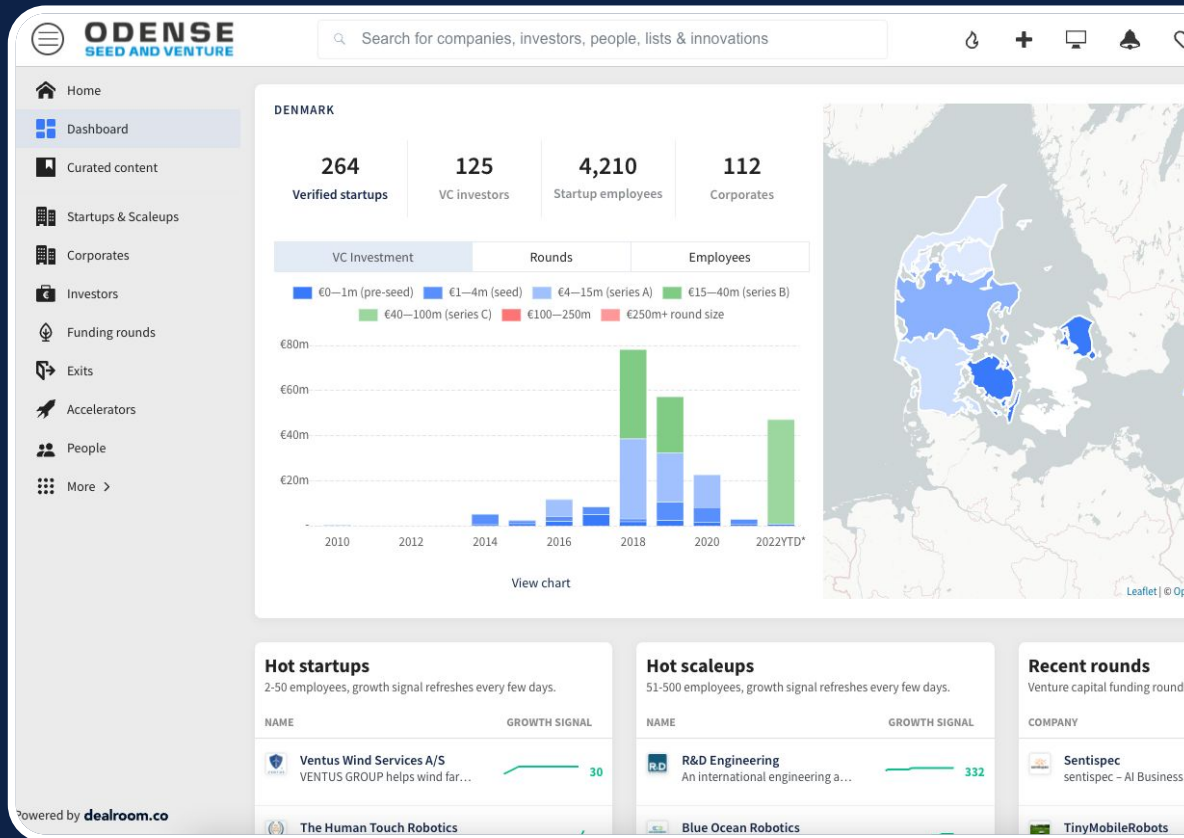 ODENSE
SEED AND VENTURE
Search for companies, investors, people, lists & innovations
Home
Dashboard
Curated content
Startups & Scaleups
Corporates
Investors
Funding rounds
Exits
Accelerators
People
More
Powered by dealroom.co
DENMARK
264
Verified startups
125
VC investors
4,210
Startup employees
112
Corporates
VC Investment
Rounds
Employees
€0—1m (pre-seed) €1—4m (seed) €4—15m (series A) €15—40m (series B)
€40—100m (series C) €100—250m €250m+ round size
€80m
€60m
€40m
€20m
-
2010 2012 2014 2016 2018 2020 2022YTD*
View chart
Leaflet | © Op
Hot startups
2-50 employees, growth signal refreshes every few days.
NAME GROWTH SIGNAL
Ventus Wind Services A/S
VENTUS GROUP helps wind far…
30
The Human Touch Robotics
Hot scaleups
51-500 employees, growth signal refreshes every few days.
NAME GROWTH SIGNAL
R.D
R&D Engineering
An international engineering a…
332
Blue Ocean Robotics
Recent rounds
Venture capital funding round
COMPANY
Sentispec
sentispec – AI Business
TinyMobileRobots